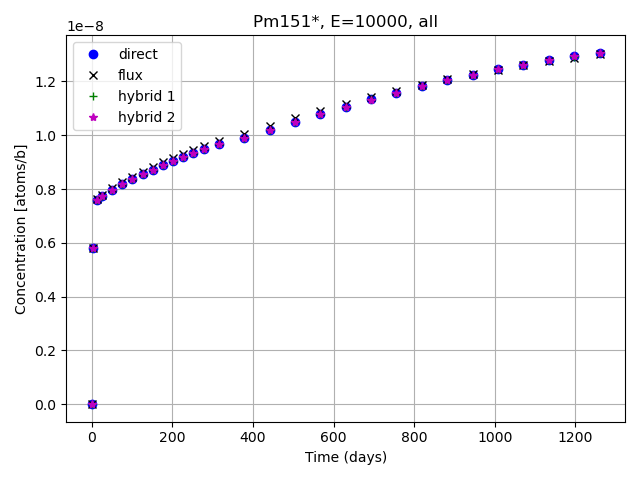 Pm151*, E=10000, all
1e−8
direct
flux
hybrid 1
hybrid 2
Concentration [atoms/b]
1.2
1.0
0.8
0.6
0.4
0.2
0.0
0 200 400 600 800 1000 1200
Time (days)